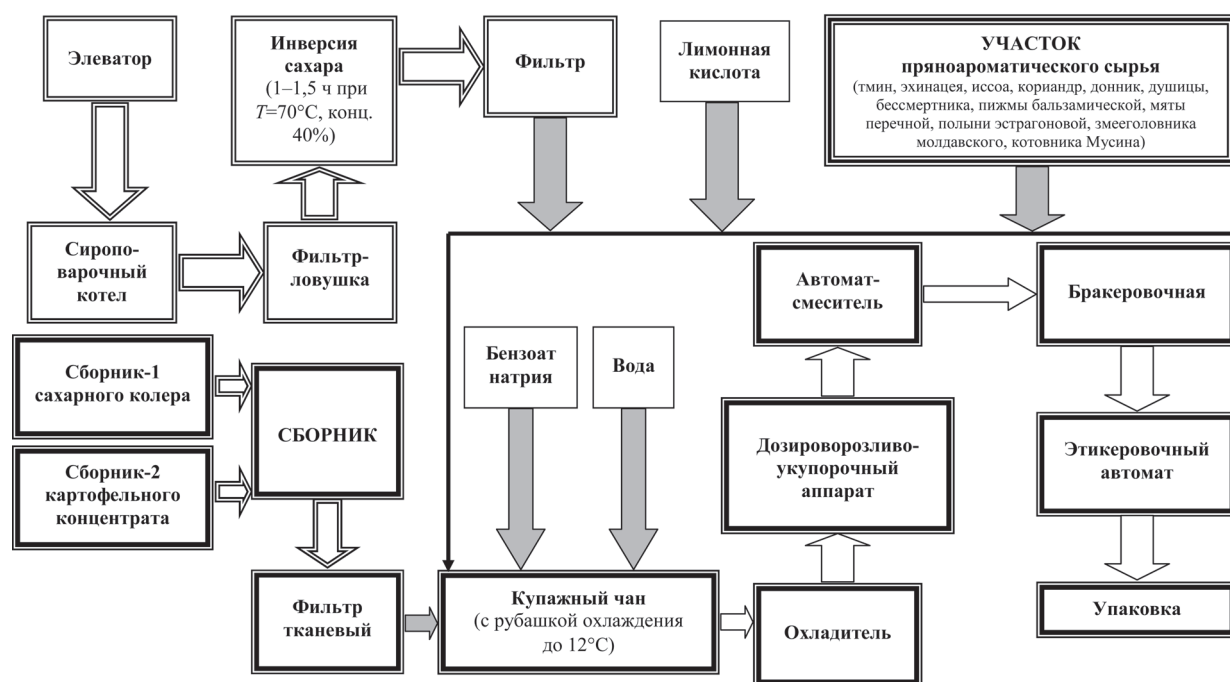 Элеватор
Инверсия
сахара
(1–1,5 ч при
T=70°C, конц.
40%)
Фильтр
Лимонная
кислота
УЧАСТОК
пряноароматического сырья
(тмин, эхинацея, иссоа, кориандр, донник, душицы,
бессмертника, пижмы бальзамической, мяты
перечной, полыни эстрагоновой, змееголовника
молдавского, котовника Мусина)
Сиропо-
варочный
котел
Фильтр-
ловушка
Автомат-
смеситель
Бракеровочная
Сборник-1
сахарного колера
СБОРНИК
Бензоат
натрия
Вода
Сборник-2
картофельного
концентрата
Дозироворозливо-
укупорочный
аппарат
Этикеровочный
автомат
Фильтр
тканевый
Купажный чан
(с рубашкой охлаждения
до 12°C)
Охладитель
Упаковка